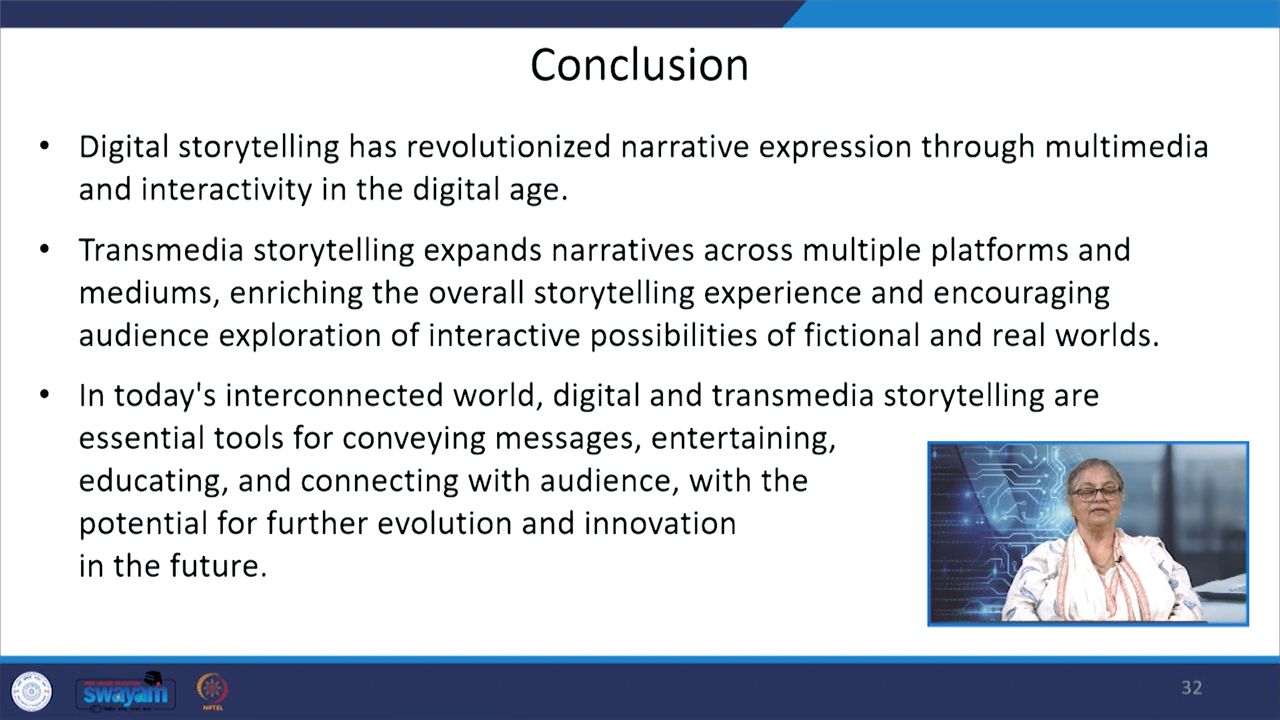 Conclusion
• Digital storytelling has revolutionized narrative expression through multimedia
and interactivity in the digital age.
• Transmedia storytelling expands narratives across multiple platforms and
mediums, enriching the overall storytelling experience and encouraging
audience exploration of interactive possibilities of fictional and real worlds.
• In today's interconnected world, digital and transmedia storytelling are
essential tools for conveying messages, entertaining,
educating, and connecting with audience, with the
potential for further evolution and innovation
in the future.
swayam
NPTEL
32